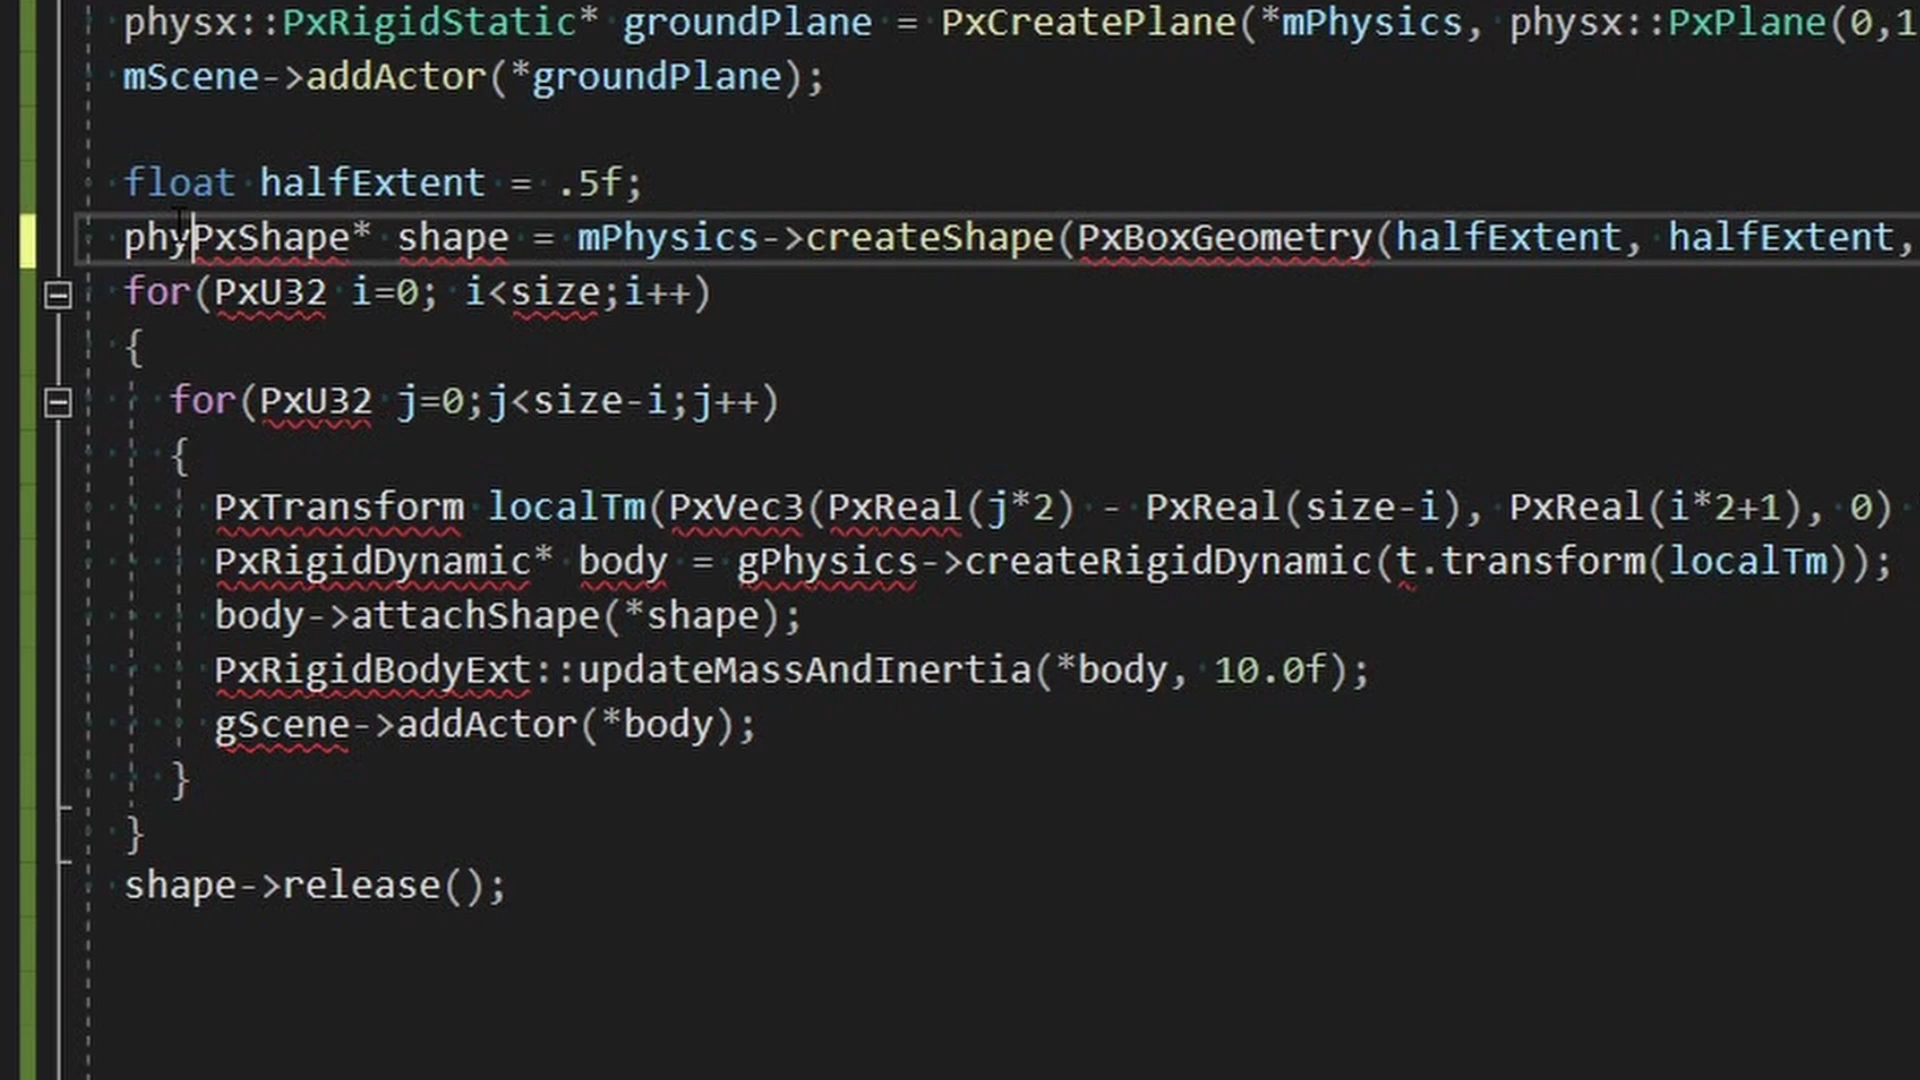 physx::PxRigidStatic* groundPlane = PxCreatePlane(*mPhysics, physx::PxPlane(0,1
mScene->addActor(*groundPlane);
float halfExtent = .5f;
phyPxShape* shape = mPhysics->createShape(PxBoxGeometry(halfExtent, halfExtent,
for(PxU32 i=0; i<size;i++)
{
for(PxU32 j=0;j<size-i;j++)
{
PxTransform localTm(PxVec3(PxReal(j*2) - PxReal(size-i), PxReal(i*2+1), 0)
PxRigidDynamic* body = gPhysics->createRigidDynamic(t.transform(localTm));
body->attachShape(*shape);
PxRigidBodyExt::updateMassAndInertia(*body, 10.0f);
gScene->addActor(*body);
}
}
shape->release();